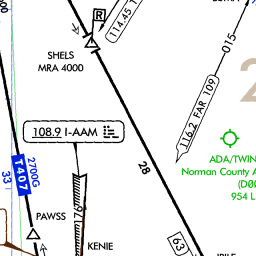 R
114.45
015
SHELS
MRA 4000
116.2 FAR 109
108.9 I-AAM
ADA/TWIN
Norman County A
954 L
28
T407
2700G
33
176
PAWSS
KENIE
63